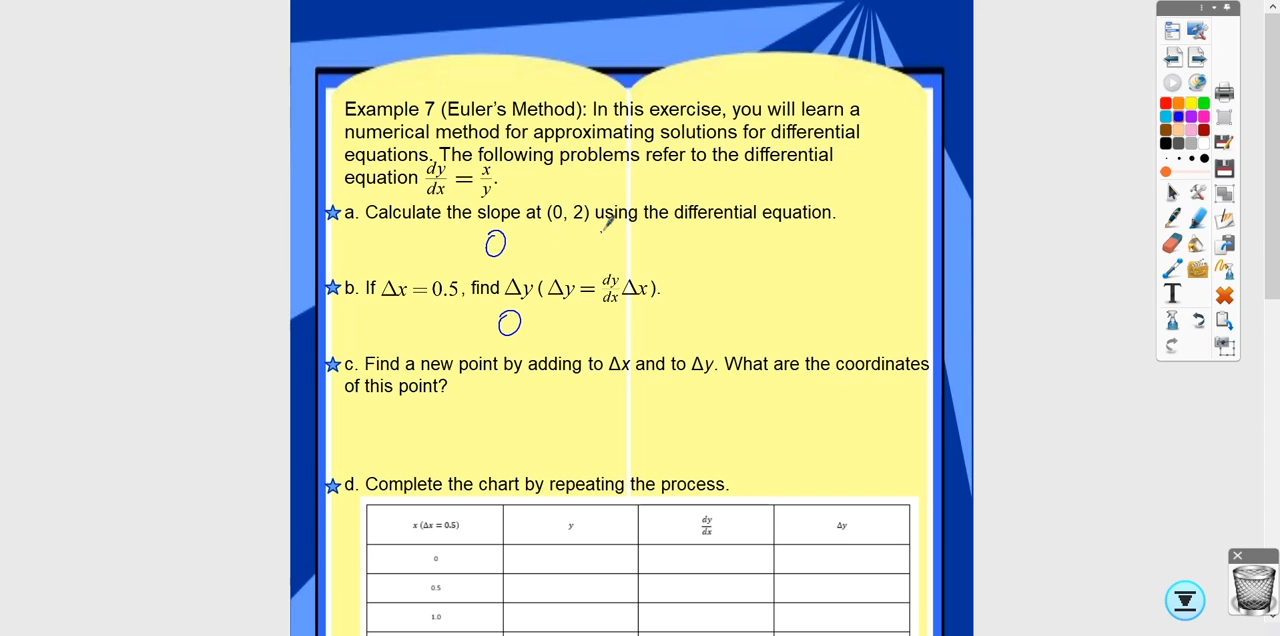 Example 7 (Euler's Method): In this exercise, you will learn a
numerical method for approximating solutions for differential
equations. The following problems refer to the differential
equation dy/dx = x/y.
a. Calculate the slope at (0, 2) using the differential equation.
0
b. If Δx = 0.5, find Δy ( Δy = dy/dx Δx ).
0
c. Find a new point by adding to Δx and to Δy. What are the coordinates
of this point?
d. Complete the chart by repeating the process.
x (Δx = 0.5) y dy/dx Δy
0
0.5
1.0
T